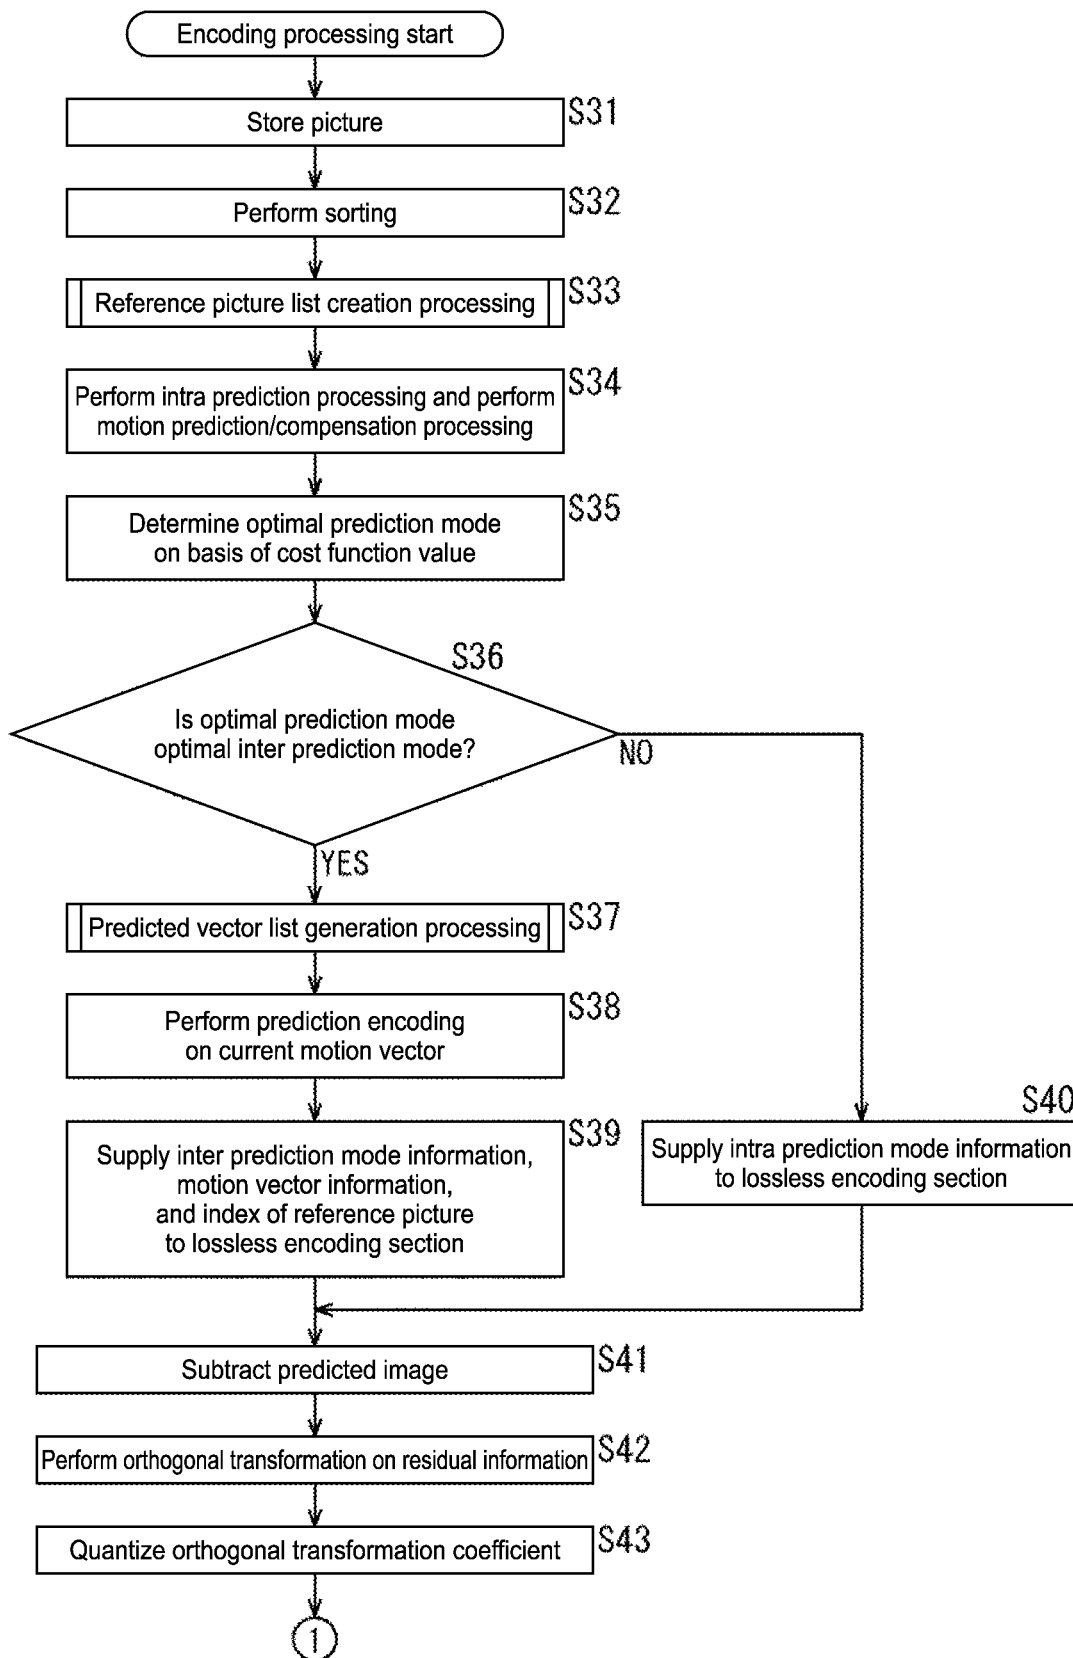 Encoding processing start
S31
Store picture
S32
Perform sorting
S33
Reference picture list creation processing
S34
Perform intra prediction processing and perform
motion prediction/compensation processing
S35
Determine optimal prediction mode
on basis of cost function value
S36
Is optimal prediction mode
optimal inter prediction mode?
NO
YES
S37
Predicted vector list generation processing
S38
Perform prediction encoding
on current motion vector
S39
Supply inter prediction mode information,
motion vector information,
and index of reference picture
to lossless encoding section
S40
Supply intra prediction mode information
to lossless encoding section
S41
Subtract predicted image
S42
Perform orthogonal transformation on residual information
S43
Quantize orthogonal transformation coefficient
1